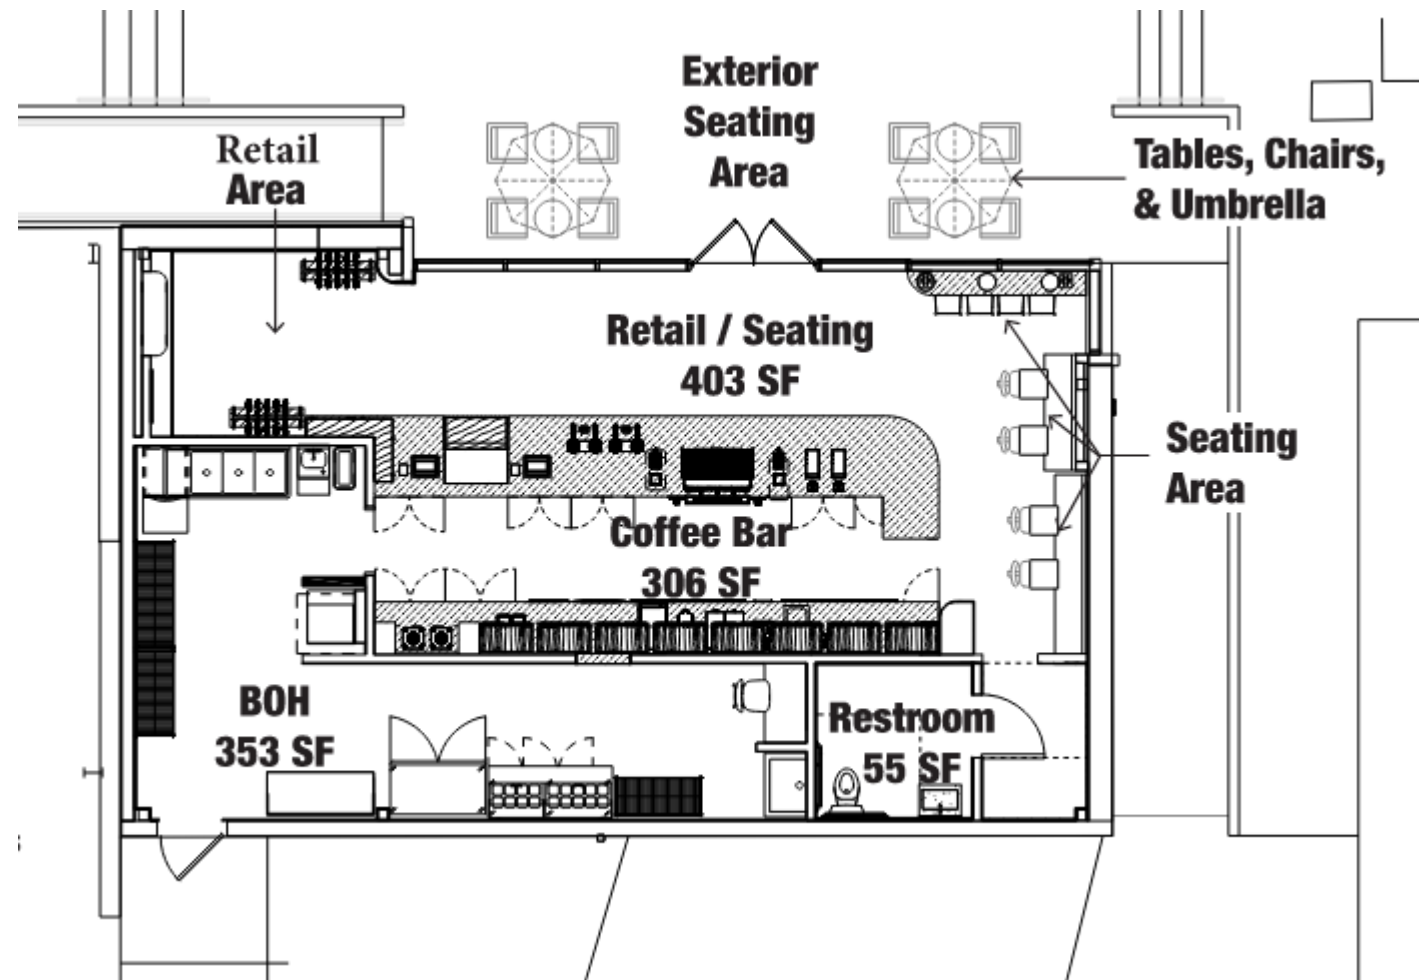 Exterior
Seating
Area
Retail
Area
Tables, Chairs,
& Umbrella
Retail / Seating
403 SF
Seating
Area
Coffee Bar
306 SF
BOH
353 SF
Restroom
55 SF